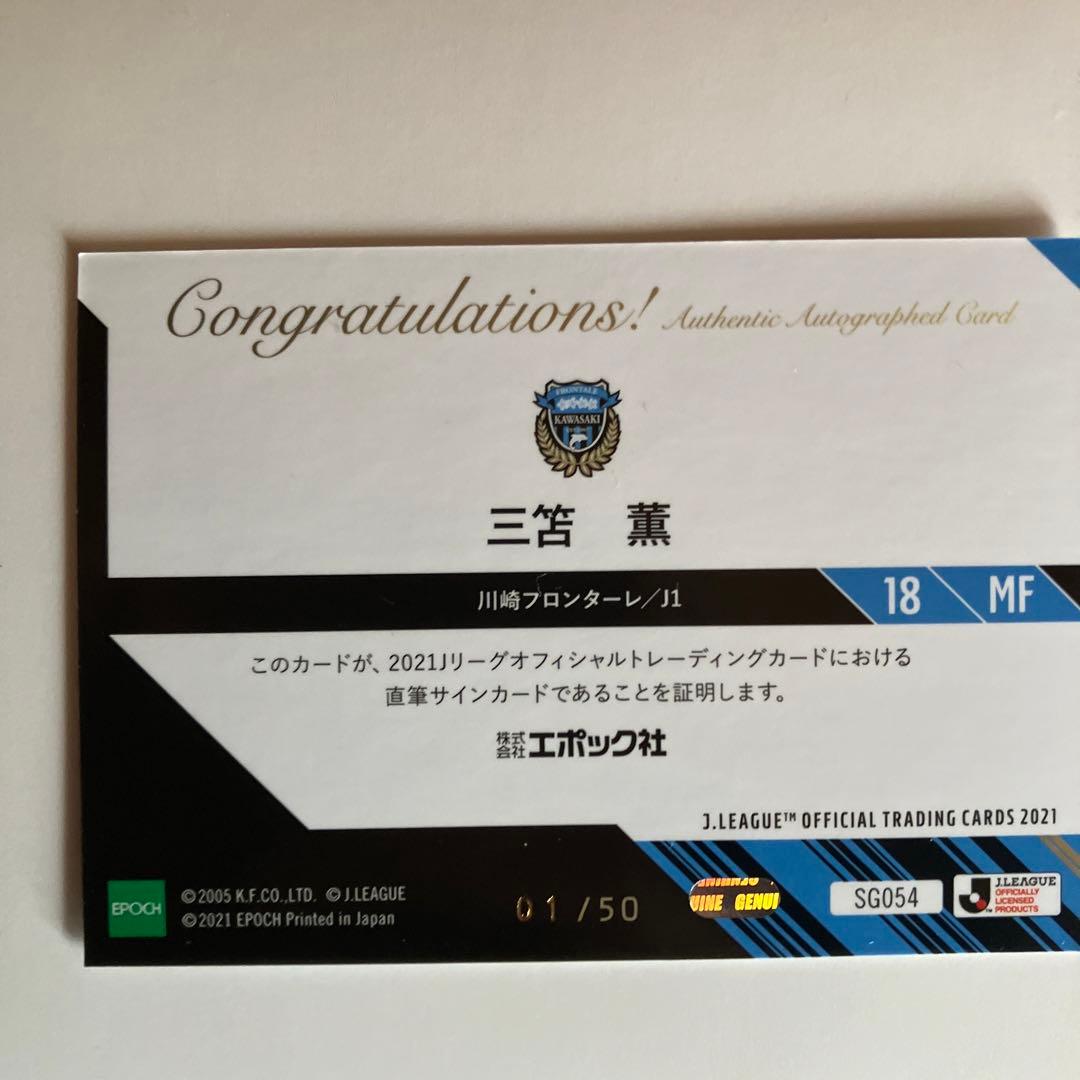 Congratulations! Authentic Autographed Card
FRONTALE
KAWASAKI
三笘 薫
川崎フロンターレ/J1
18 MF
このカードが、2021Jリーグオフィシャルトレーディングカードにおける
直筆サインカードであることを証明します。
株式会社エポック社
J.LEAGUE™ OFFICIAL TRADING CARDS 2021
EPOCH
©2005 K.F.CO.,LTD. ©J.LEAGUE
©2021 EPOCH Printed in Japan
01/50
UINE GENUI
SG054
J.LEAGUE
OFFICIALLY
LICENSED
PRODUCTS